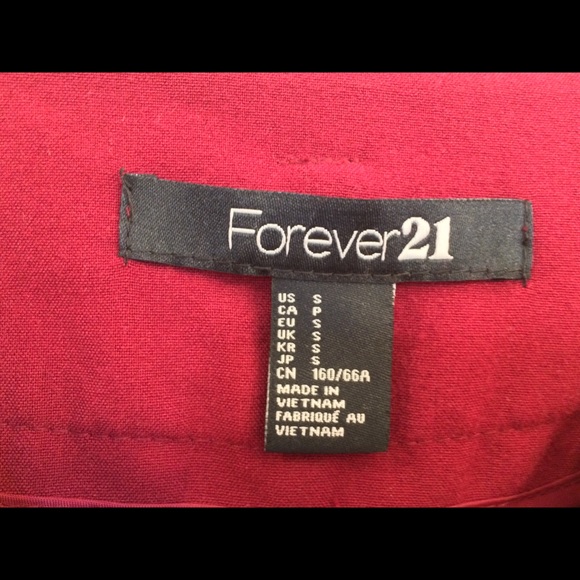 Forever21
US S
CA P
EU S
UK S
KR S
JP S
CN 160/66A
MADE IN
VIETNAM
FABRIQUÉ AU
VIETNAM